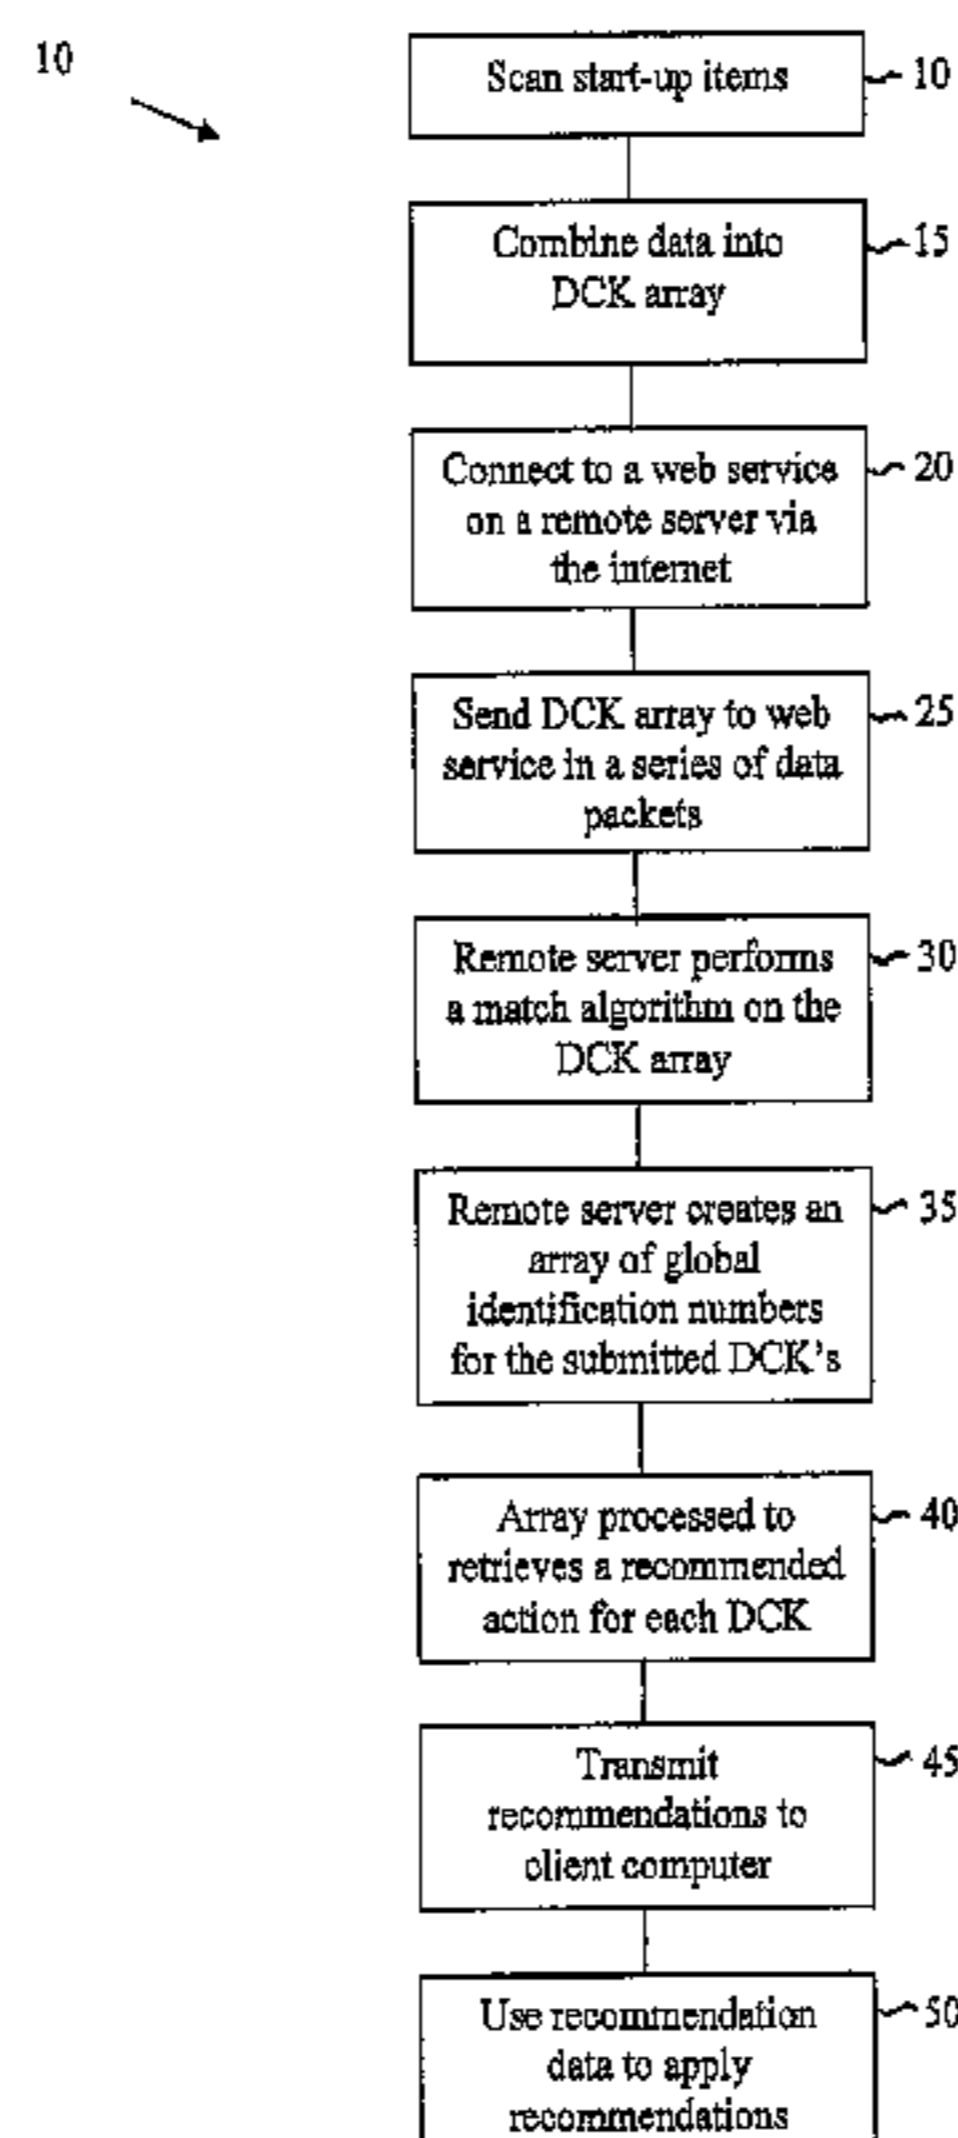 10
Scan start-up items
10
Combine data into
DCK array
15
Connect to a web service
on a remote server via
the internet
20
Send DCK array to web
service in a series of data
packets
25
Remote server performs
a match algorithm on the
DCK array
30
Remote server creates an
array of global
identification numbers
for the submitted DCK's
35
Array processed to
retrieves a recommended
action for each DCK
40
Transmit
recommendations to
client computer
45
Use recommendation
data to apply
recommendations
50